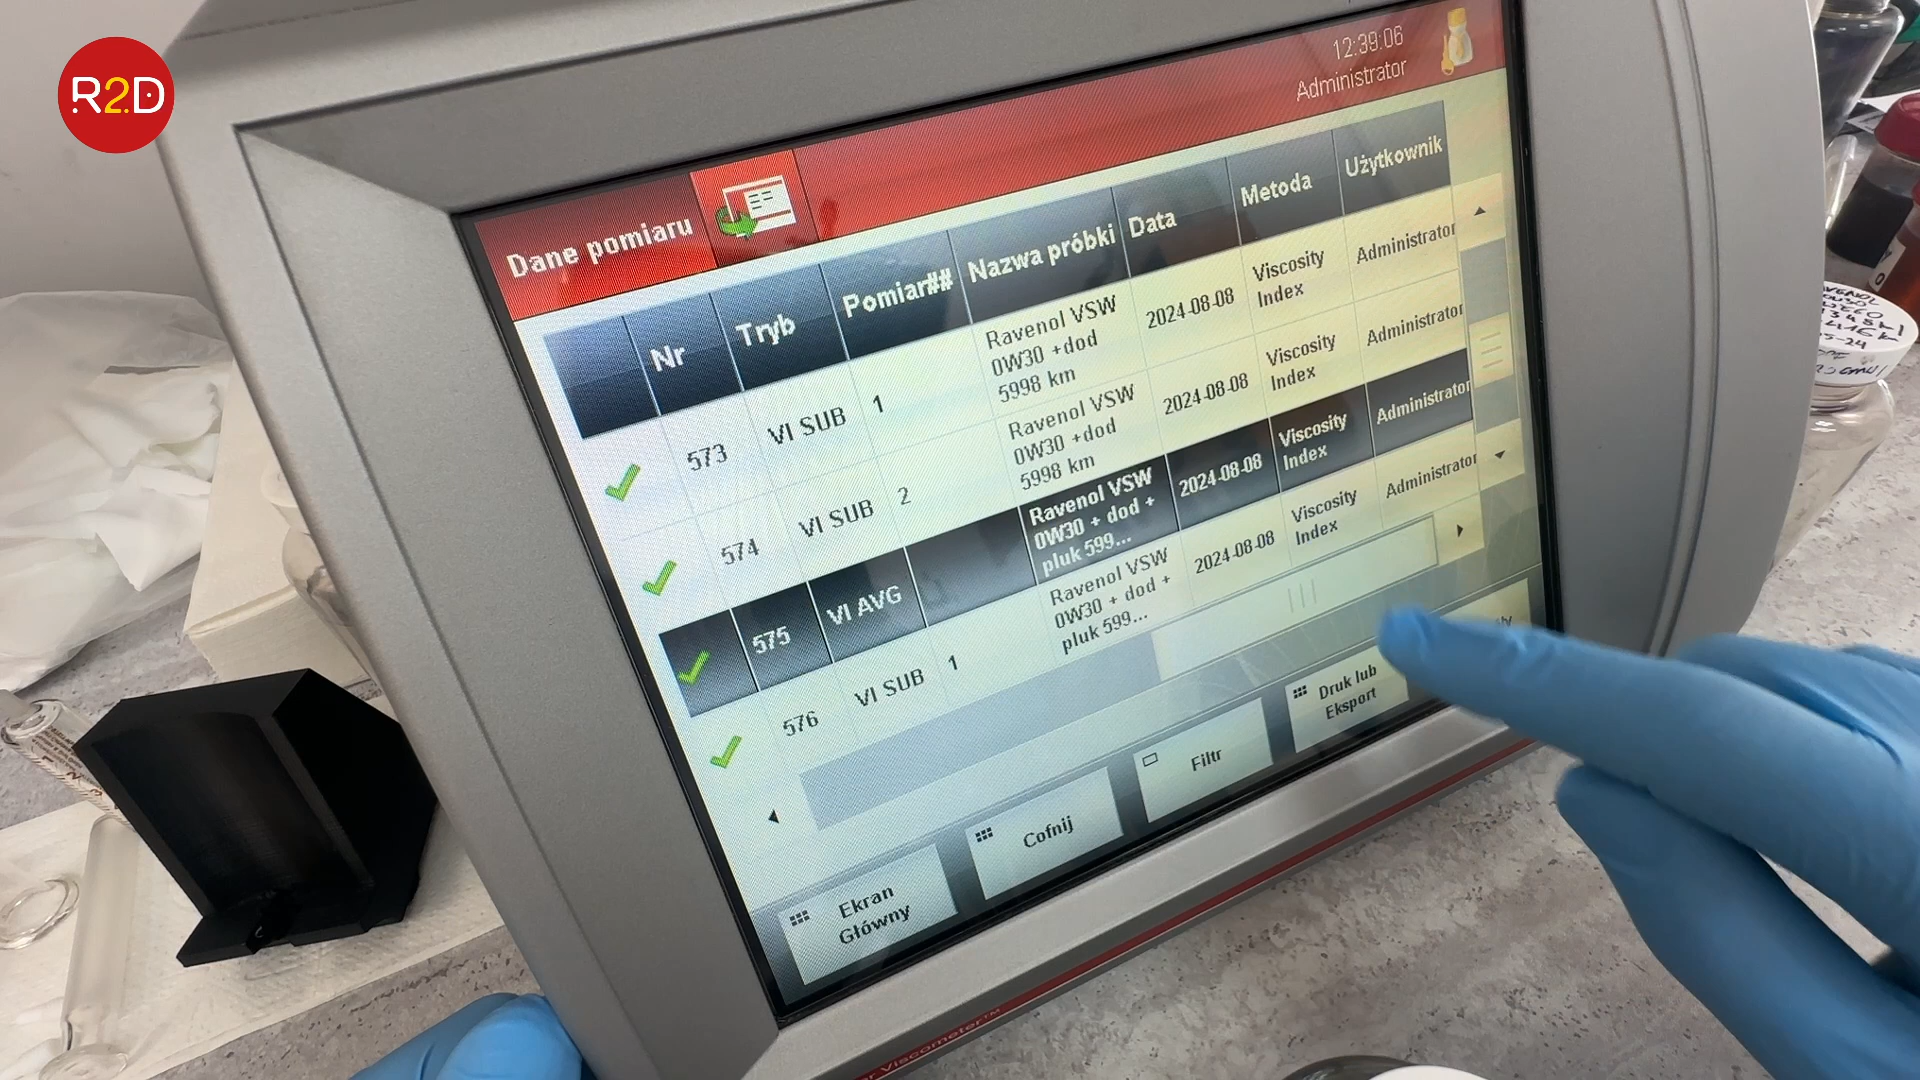 R2D
12:39:06
Administrator
Dane pomiaru
Nr
Tryb
Pomiar##
Nazwa próbki
Data
Metoda
Użytkownik
573
VI SUB
1
Ravenol VSW
0W30 +dod
5998 km
2024-08-08
Viscosity
Index
Administrator
574
VI SUB
2
Ravenol VSW
0W30 +dod
5998 km
2024-08-08
Viscosity
Index
Administrator
575
VI AVG
Ravenol VSW
0W30 + dod +
pluk 599...
2024-08-08
Viscosity
Index
Administrator
576
VI SUB
1
Ravenol VSW
0W30 + dod +
pluk 599...
2024-08-08
Viscosity
Index
Administrator
Ekran
Główny
Cofnij
Filtr
Druk lub
Eksport
Viscometer™